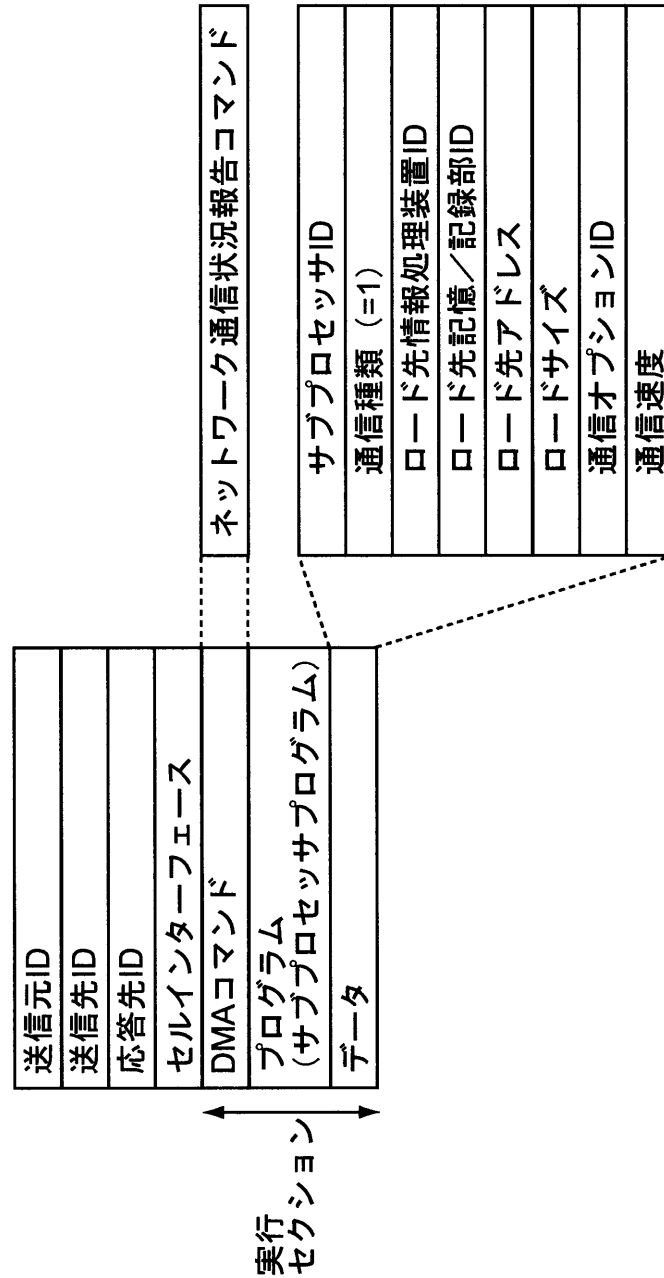 送信元ID
送信先ID
応答先ID
セルインターフェース
DMAコマンド
プログラム
(サブプロセッサプログラム)
データ
実行
セクション
ネットワーク通信状況報告コマンド
サブプロセッサID
通信種類 (=1)
ロード先情報処理装置ID
ロード先記憶/記録部ID
ロード先アドレス
ロードサイズ
通信オプションID
通信速度